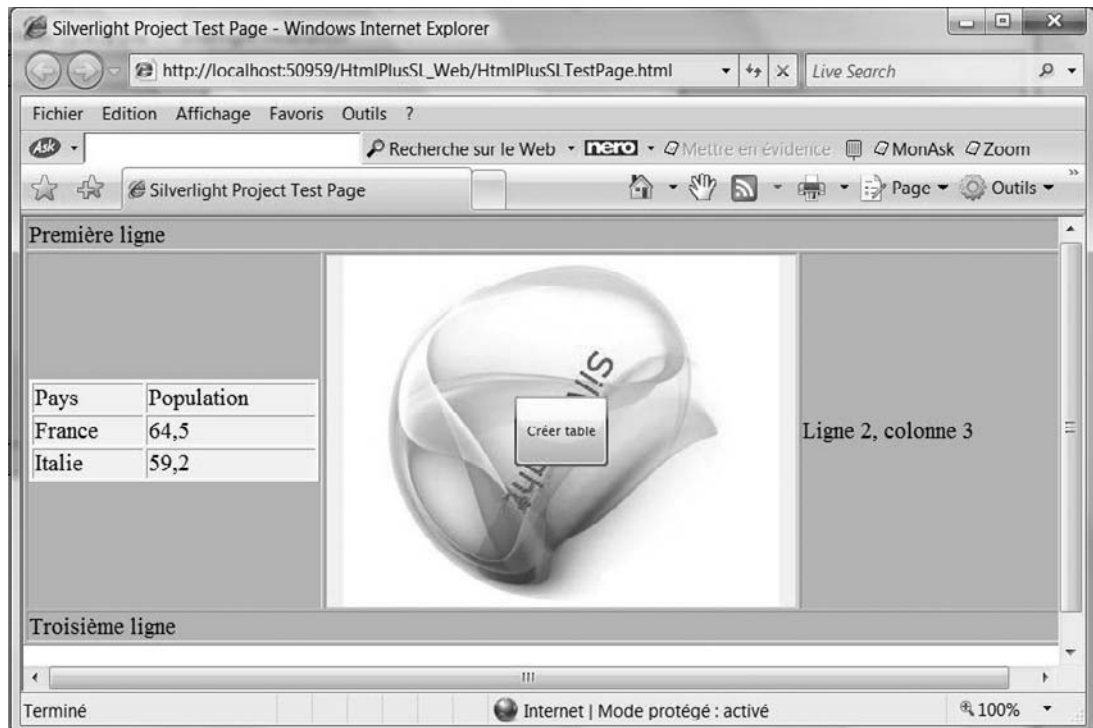 Silverlight Project Test Page - Windows Internet Explorer
http://localhost:50959/HtmlPlusSL_Web/HtmlPlusSLTestPage.html Live Search
Fichier Edition Affichage Favoris Outils ?
Ask Recherche sur le Web nero Mettre en évidence MonAsk Zoom
Silverlight Project Test Page Page Outils
Première ligne
Pays Population
France 64,5
Italie 59,2
Créer table
Ligne 2, colonne 3
Troisième ligne
Terminé Internet | Mode protégé : activé 100%